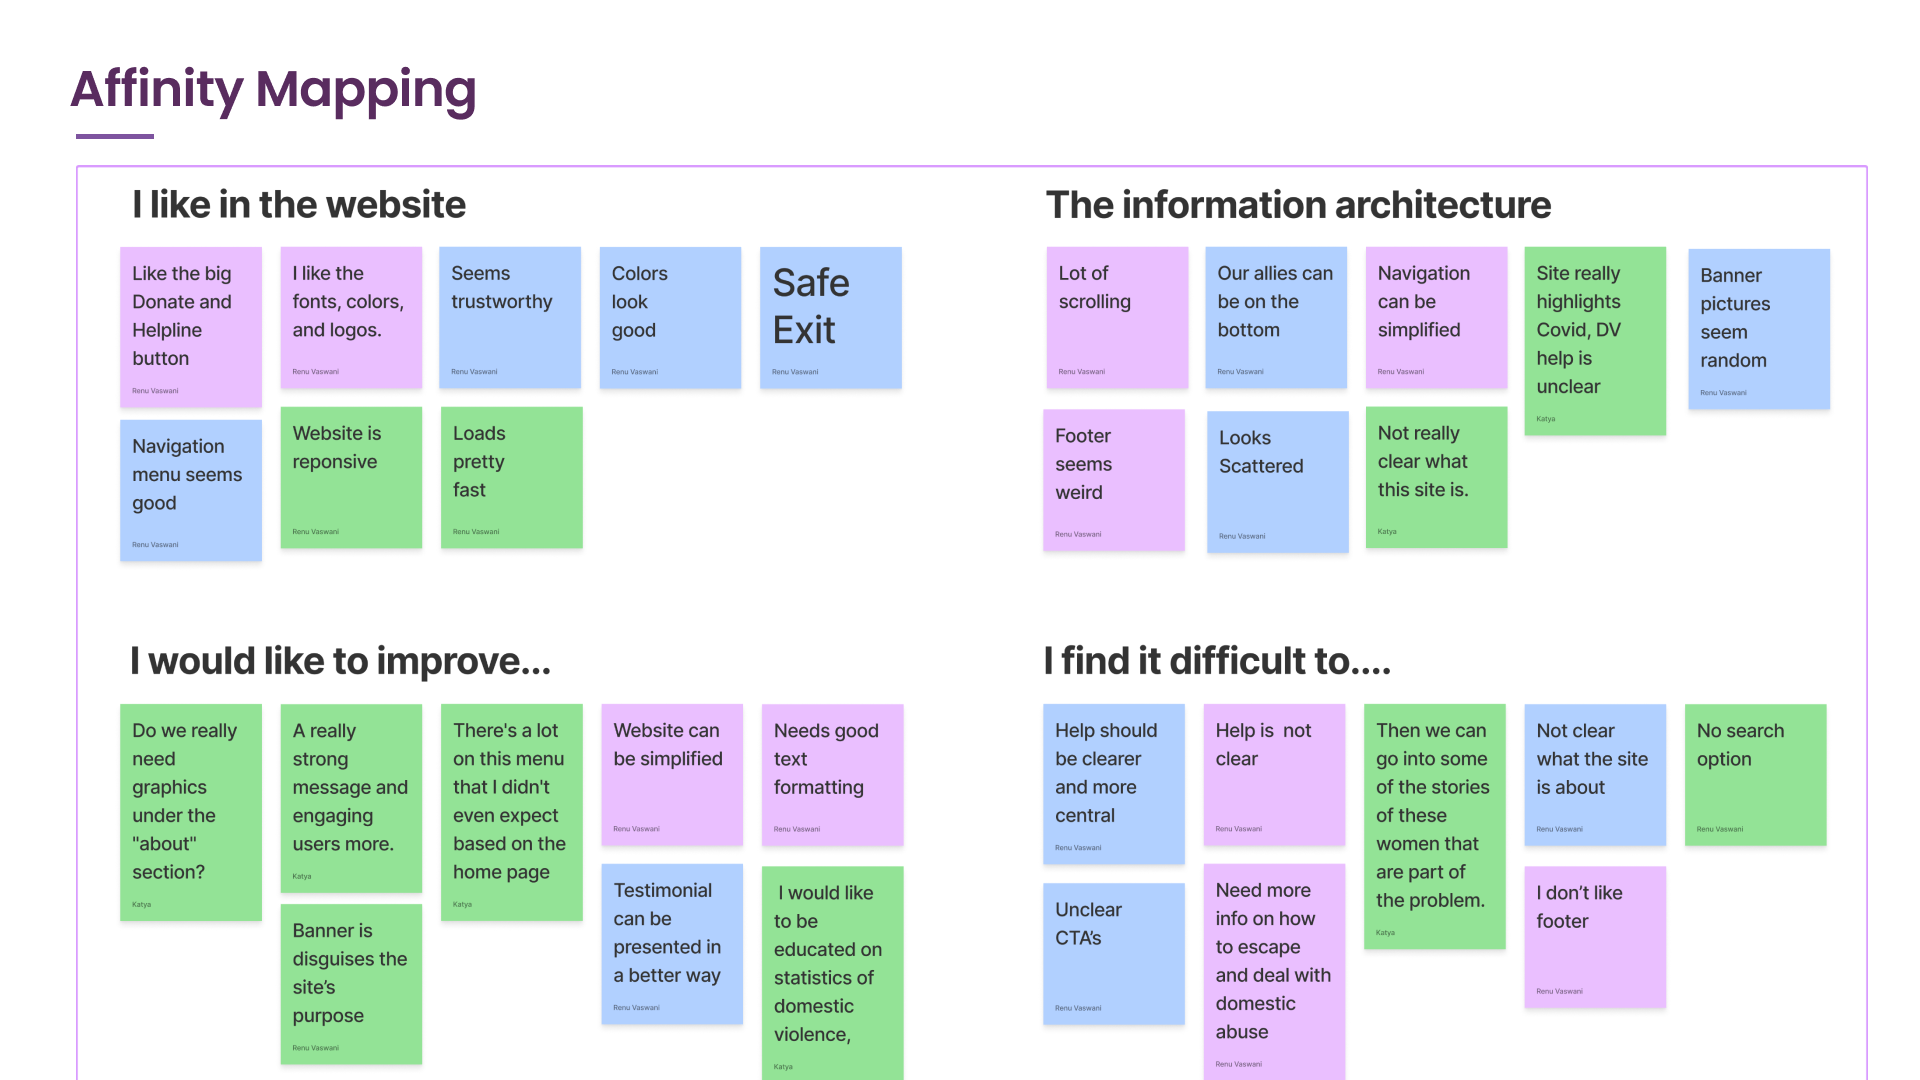 Affinity Mapping
I like in the website
Like the big
Donate and
Helpline
button
Renu Vaswani
I like the
fonts, colors,
and logos.
Renu Vaswani
Seems
trustworthy
Renu Vaswani
Colors
look
good
Renu Vaswani
Safe
Exit
Renu Vaswani
Navigation
menu seems
good
Renu Vaswani
Website is
reponsive
Renu Vaswani
Loads
pretty
fast
Renu Vaswani
The information architecture
Lot of
scrolling
Renu Vaswani
Our allies can
be on the
bottom
Renu Vaswani
Navigation
can be
simplified
Renu Vaswani
Site really
highlights
Covid, DV
help is
unclear
Katya
Banner
pictures
seem
random
Renu Vaswani
Footer
seems
weird
Renu Vaswani
Looks
Scattered
Renu Vaswani
Not really
clear what
this site is.
Katya
I would like to improve...
Do we really
need
graphics
under the
"about"
section?
Katya
A really
strong
message and
engaging
users more.
Katya
There's a lot
on this menu
that I didn't
even expect
based on the
home page
Katya
Website can
be simplified
Renu Vaswani
Needs good
text
formatting
Renu Vaswani
Banner is
disguises the
site’s
purpose
Renu Vaswani
Testimonial
can be
presented in
a better way
Renu Vaswani
I would like
to be
educated on
statistics of
domestic
violence,
Katya
I find it difficult to....
Help should
be clearer
and more
central
Renu Vaswani
Help is  not
clear
Renu Vaswani
Then we can
go into some
of the stories
of these
women that
are part of
the problem.
Katya
Not clear
what the site
is about
Renu Vaswani
No search
option
Renu Vaswani
Unclear
CTA’s
Renu Vaswani
Need more
info on how
to escape
and deal with
domestic
abuse
Renu Vaswani
I don’t like
footer
Renu Vaswani